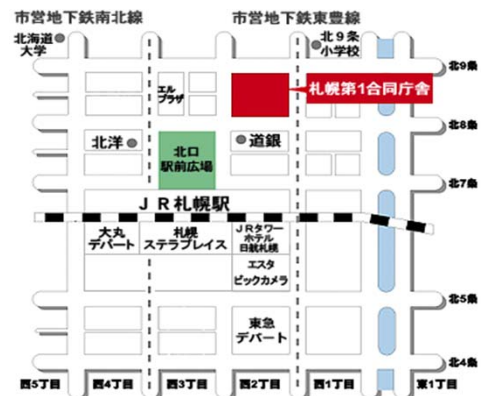 市営地下鉄南北線
市営地下鉄東豊線
北海道
大学
北9条
小学校
北9条
エル
プラザ
札幌第1合同庁舎
北8条
北洋
北口
駅前広場
道銀
北7条
JR札幌駅
大丸
デパート
札幌
ステラプレイス
JRタワー
ホテル
日航札幌
エスタ
ビックカメラ
北5条
東急
デパート
北4条
西5丁目
西4丁目
西3丁目
西2丁目
西1丁目
東1丁目